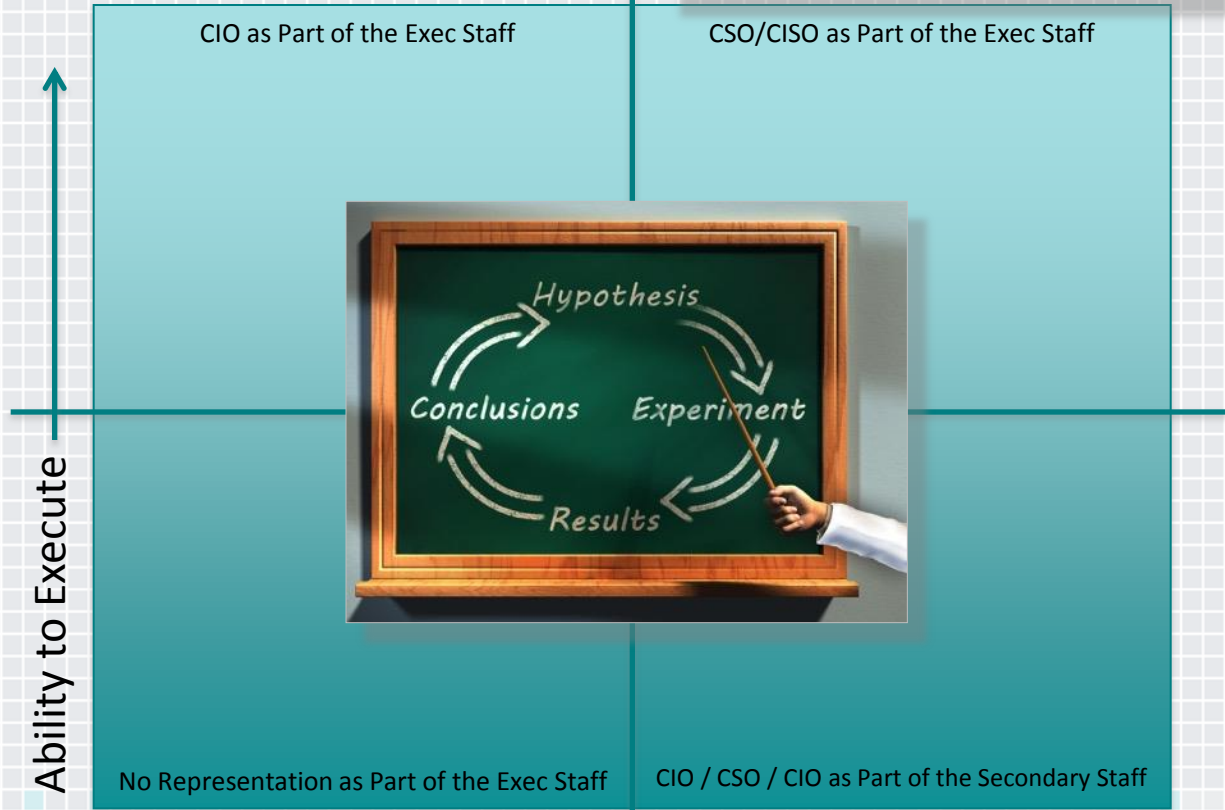 CIO as Part of the Exec Staff
CSO/CISO as Part of the Exec Staff
Hypothesis
Conclusions
Experiment
Results
Ability to Execute
No Representation as Part of the Exec Staff
CIO / CSO / CIO as Part of the Secondary Staff